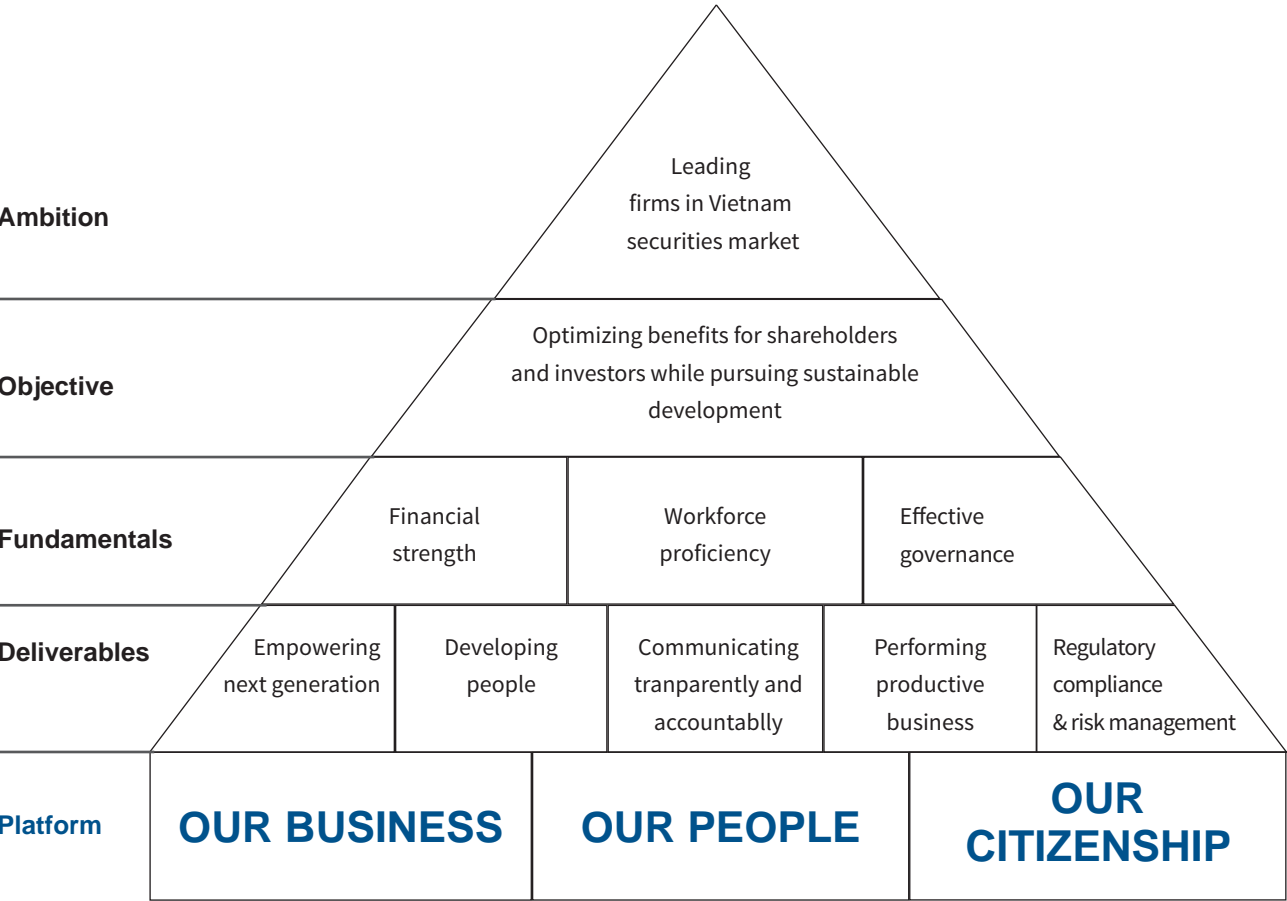 Ambition
Leading
firms in Vietnam
securities market
Objective
Optimizing benefits for shareholders
and investors while pursuing sustainable
development
Fundamentals
Financial
strength
Workforce
proficiency
Effective
governance
Deliverables
Empowering
next generation
Developing
people
Communicating
tranparently and
accountablly
Performing
productive
business
Regulatory
compliance
& risk management
Platform
OUR BUSINESS
OUR PEOPLE
OUR
CITIZENSHIP